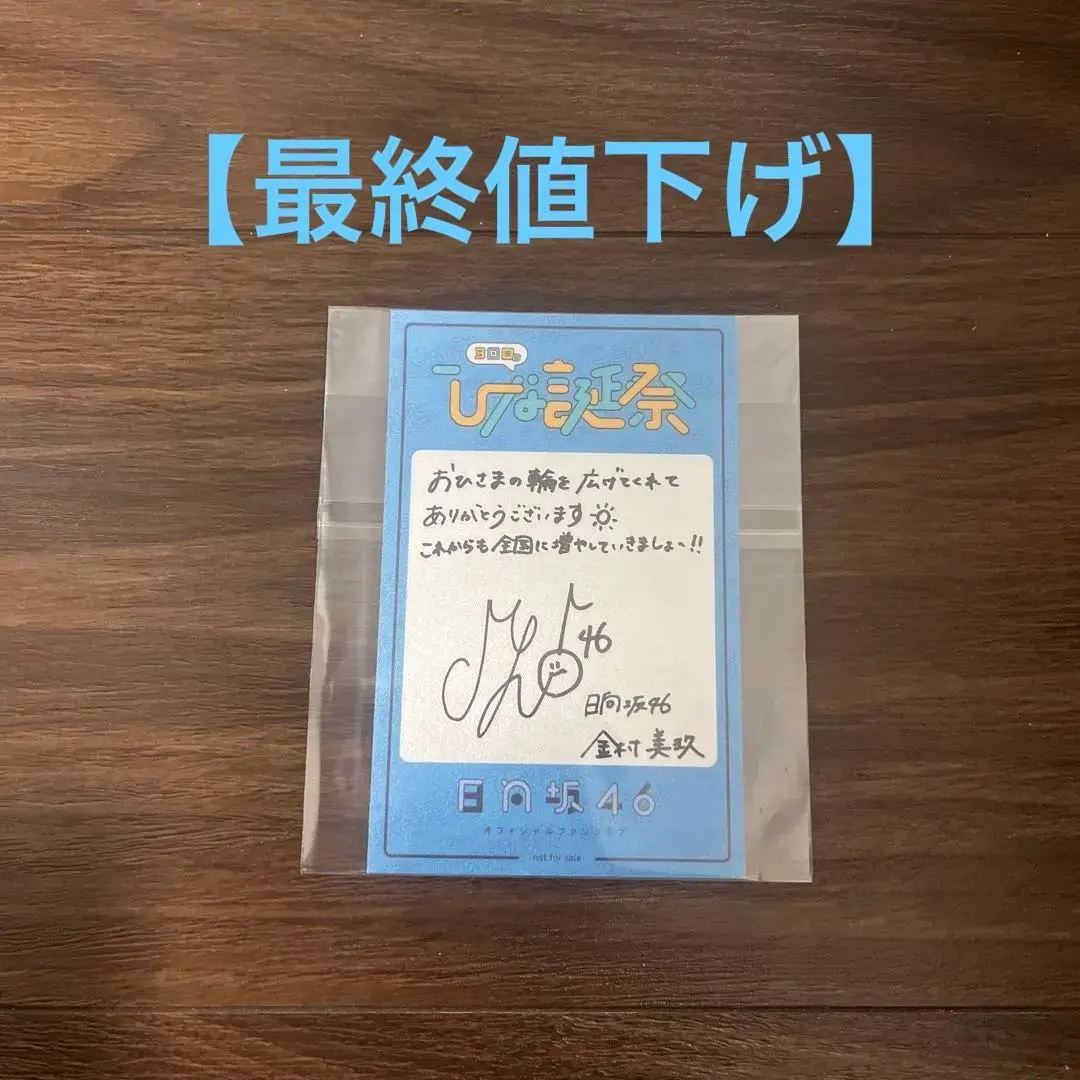 【最終値下げ】
3回目の
ひな誕祭
おひさまの輪を広げてくれて
ありがとうございます
これからも全国に増やしていきましょ〜!!
46
日向坂46
金村美玖
日向坂46
オフィシャルファンクラブ
not for sale